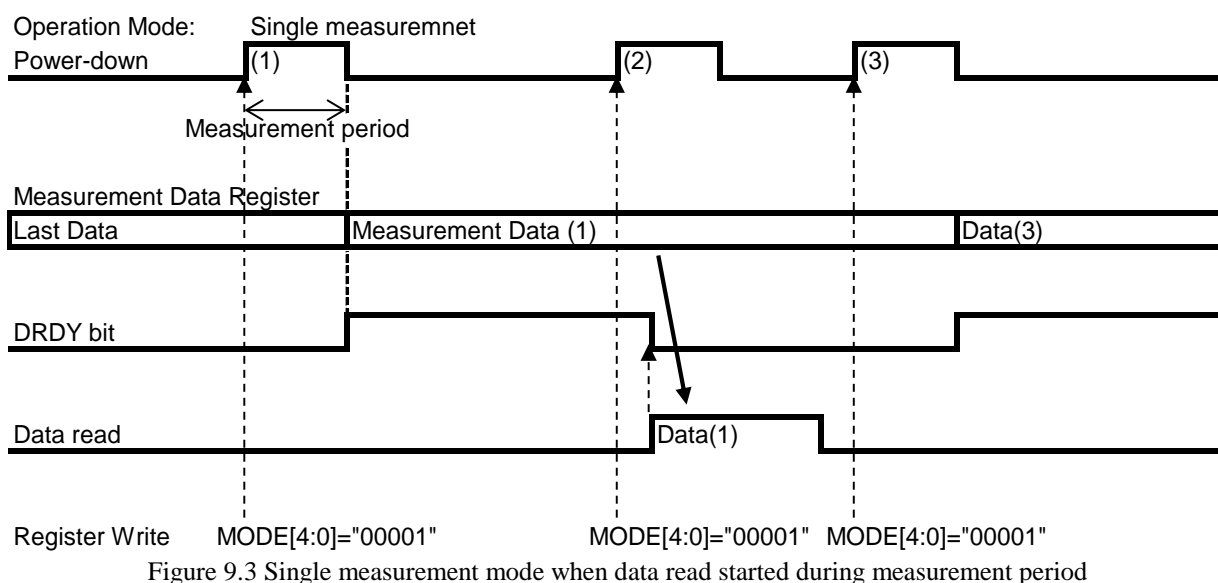 Operation Mode: Single measuremnet
Power-down (1) (2) (3)
Measurement period
Measurement Data Register
Last Data Measurement Data (1) Data(3)
DRDY bit
Data read Data(1)
Register Write MODE[4:0]="00001" MODE[4:0]="00001" MODE[4:0]="00001"
Figure 9.3 Single measurement mode when data read started during measurement period